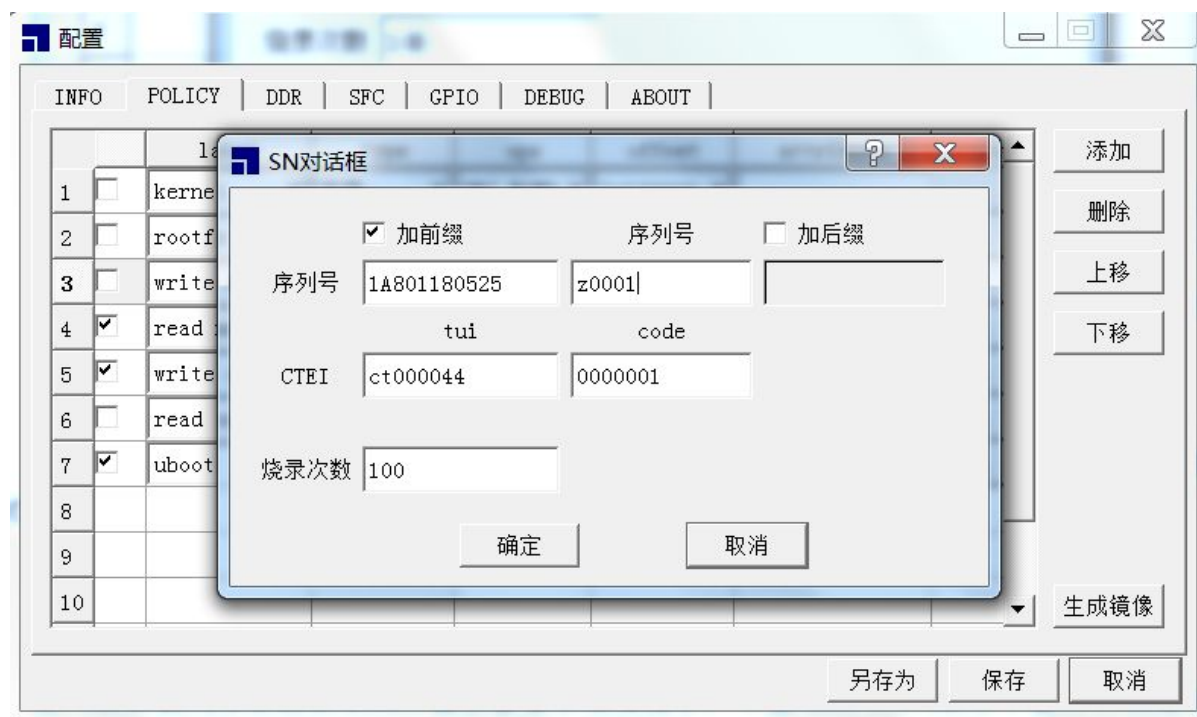 配置
INFO POLICY DDR SFC GPIO DEBUG ABOUT
添加
SN对话框
1 kerne
删除
2 rootf
加前缀 序列号 加后缀
3 write
序列号 1A801180525 z0001
上移
4 read
tui code
下移
5 write
CTEI ct000044 0000001
6 read
7 uboot
烧录次数 100
8
9
确定 取消
10
生成镜像
另存为 保存 取消